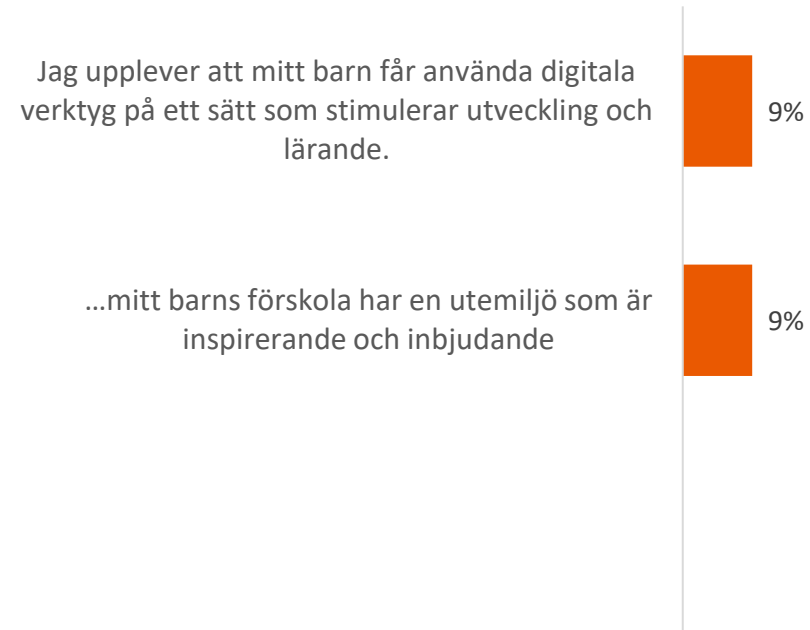 Jag upplever att mitt barn får använda digitala
verktyg på ett sätt som stimulerar utveckling och
lärande.
9%
…mitt barns förskola har en utemiljö som är
inspirerande och inbjudande
9%